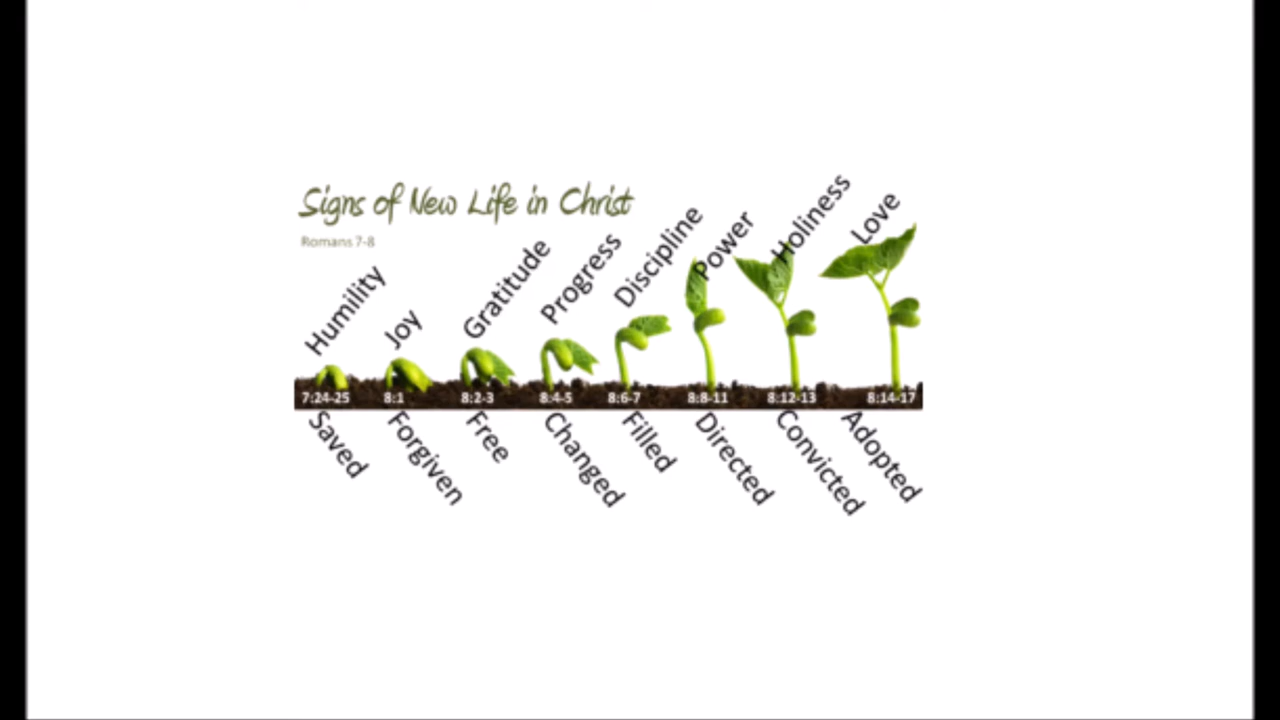 Signs of New Life in Christ
Romans 7-8
Humility
Joy
Gratitude
Progress
Discipline
Power
Holiness
Love
7:24-25
8:1
8:2-3
8:4-5
8:6-7
8:8-11
8:12-13
8:14-17
Saved
Forgiven
Free
Changed
Filled
Directed
Convicted
Adopted